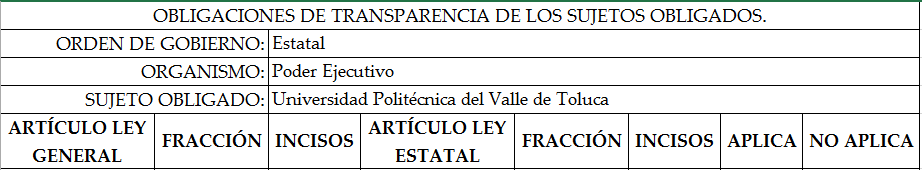 OBLIGACIONES DE TRANSPARENCIA DE LOS SUJETOS OBLIGADOS.
ORDEN DE GOBIERNO: Estatal
ORGANISMO: Poder Ejecutivo
SUJETO OBLIGADO: Universidad Politécnica del Valle de Toluca
ARTÍCULO LEY GENERAL FRACCIÓN INCISOS ARTÍCULO LEY ESTATAL FRACCIÓN INCISOS APLICA NO APLICA